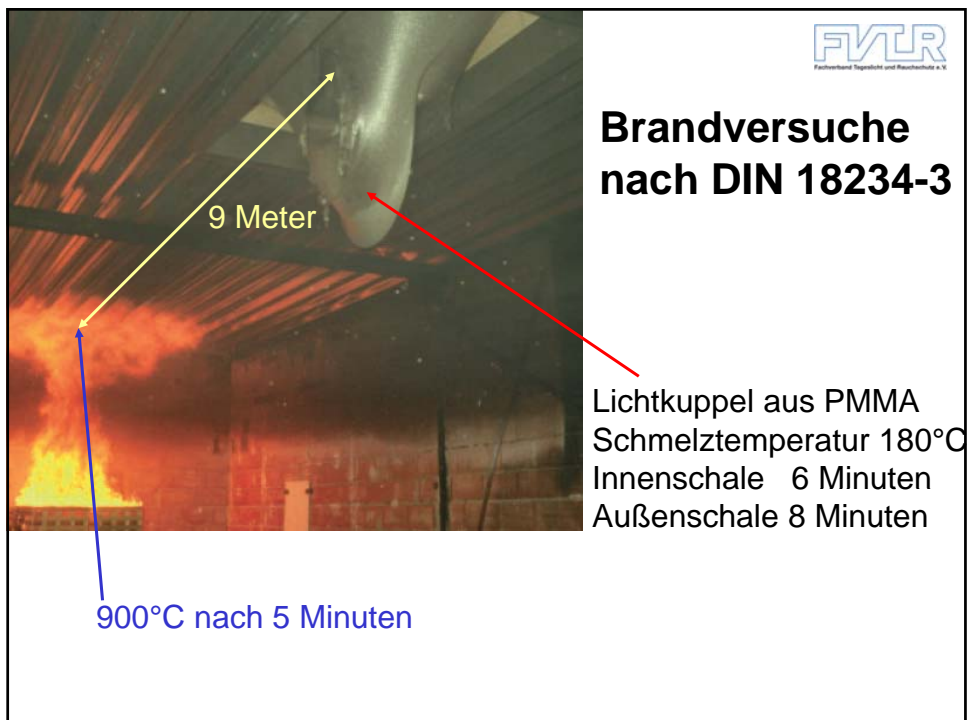 FVLR
Fachverband Tageslicht und Rauchschutz e.V.
Brandversuche
nach DIN 18234-3
9 Meter
Lichtkuppel aus PMMA
Schmelztemperatur 180°C
Innenschale 6 Minuten
Außenschale 8 Minuten
900°C nach 5 Minuten